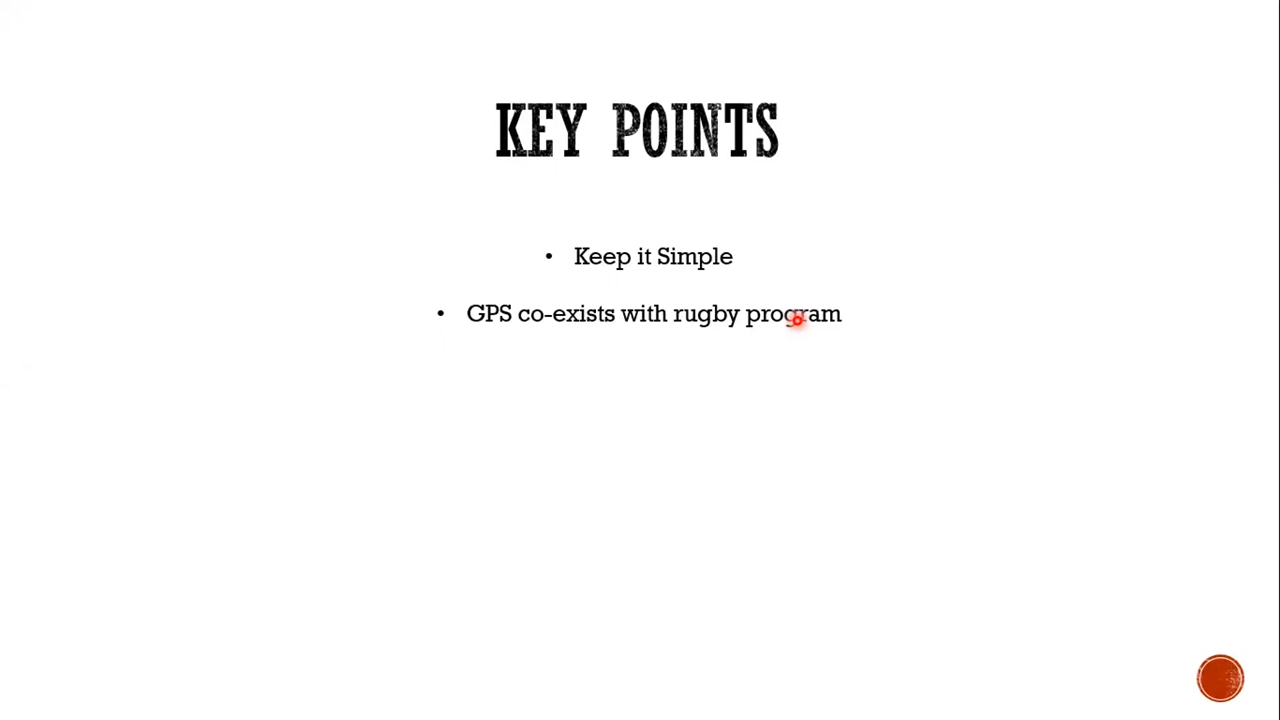 KEY POINTS
• Keep it Simple
• GPS co-exists with rugby program